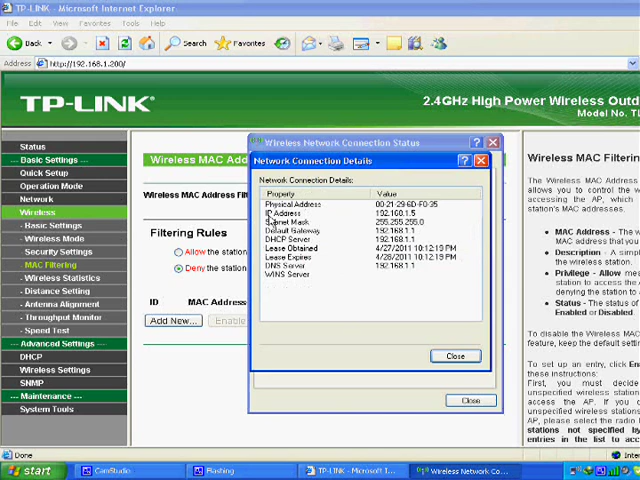 TP-LINK - Microsoft Internet Explorer
File Edit View Favorites Tools Help
Back Search Favorites
Address http://192.168.1.200/
TP-LINK
2.4GHz High Power Wireless Outd
Model No. TL
Status
- Basic Settings ---
Quick Setup
Operation Mode
Network
Wireless
- Basic Settings
- Wireless Mode
- Security Settings
- MAC Filtering
- Wireless Statistics
- Distance Setting
- Antenna Alignment
- Throughput Monitor
- Speed Test
--- Advanced Settings ---
DHCP
Wireless Settings
SNMP
--- Maintenance ---
System Tools
Wireless MAC Add
Wireless MAC Address Fil
Filtering Rules
Allow the station
Deny the station
ID MAC Address
Add New... Enable
Wireless Network Connection Status
Network Connection Details
Network Connection Details:
Property Value
Physical Address 00-21-29-6D-F0-35
IP Address 192.168.1.5
Subnet Mask 255.255.255.0
Default Gateway 192.168.1.1
DHCP Server 192.168.1.1
Lease Obtained 4/27/2011 10:12:19 PM
Lease Expires 4/28/2011 10:12:19 PM
DNS Server 192.168.1.1
WINS Server
Close
Close
Wireless MAC Filterin
allows you to control the w
accessing the AP, which
station's MAC addresses.
MAC Address - The w
MAC address that you
Description - A simpl
the wireless station.
Privilege - Allow mea
station to access the A
denying the station to a
Status - The status of
Enabled or Disabled.
To disable the Wireless MA
feature, keep the default settin
To set up an entry, click En
these instructions:
First, you must decide
unspecified wireless stations
access the AP. If you d
unspecified wireless station
AP, please select the radio
stations not specified by
entries in the list to acc
Done
Inter
start CamStudio Flashing TP-LINK - Microsoft I... Wireless Network Co...